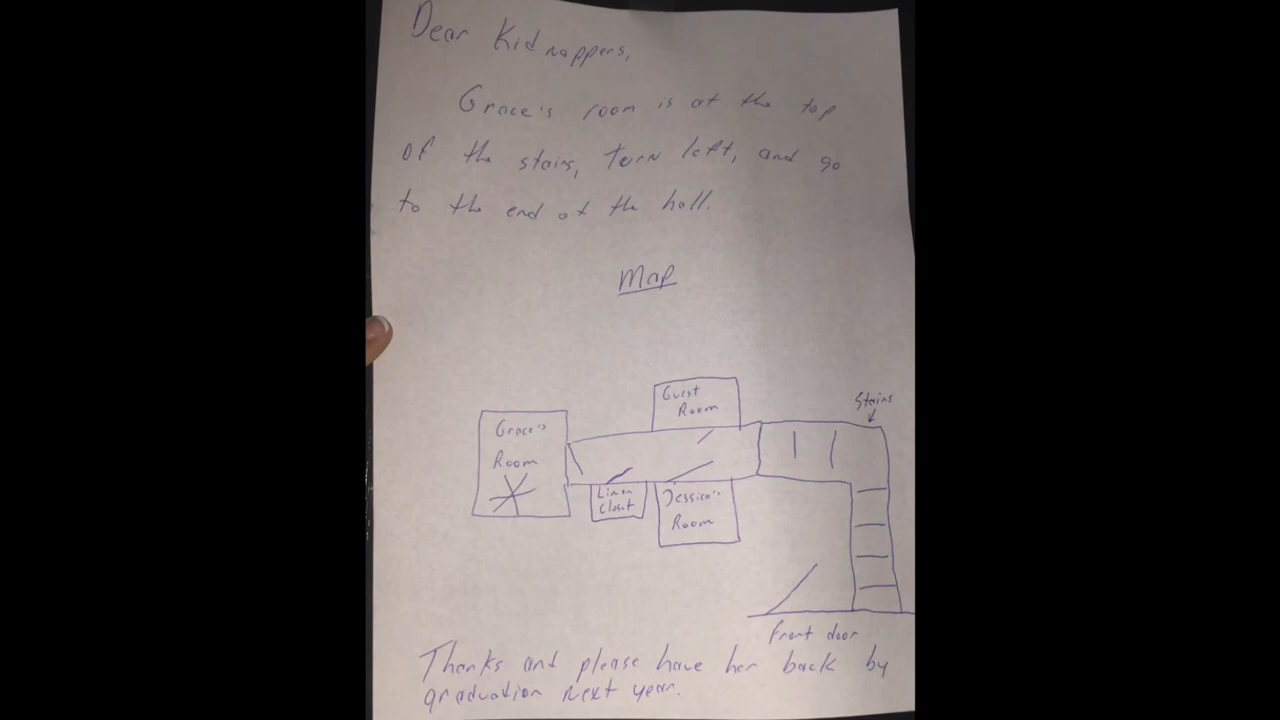 Dear Kidnappers,
Grace's room is at the top
of the stairs, turn left, and go
to the end of the hall.
Map
Stairs
Guest
Room
Grace's
Room
Linen
Closet
Jessica's
Room
Front door
Thanks and please have her back by
graduation next year.